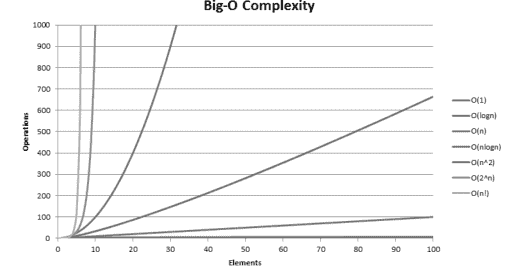 Big-O Complexity
1000
900
800
700
600
500
400
300
200
100
0
Operations
0 10 20 30 40 50 60 70 80 90 100
Elements
O(1)
O(logn)
O(n)
O(nlogn)
O(n^2)
O(2^n)
O(n!)